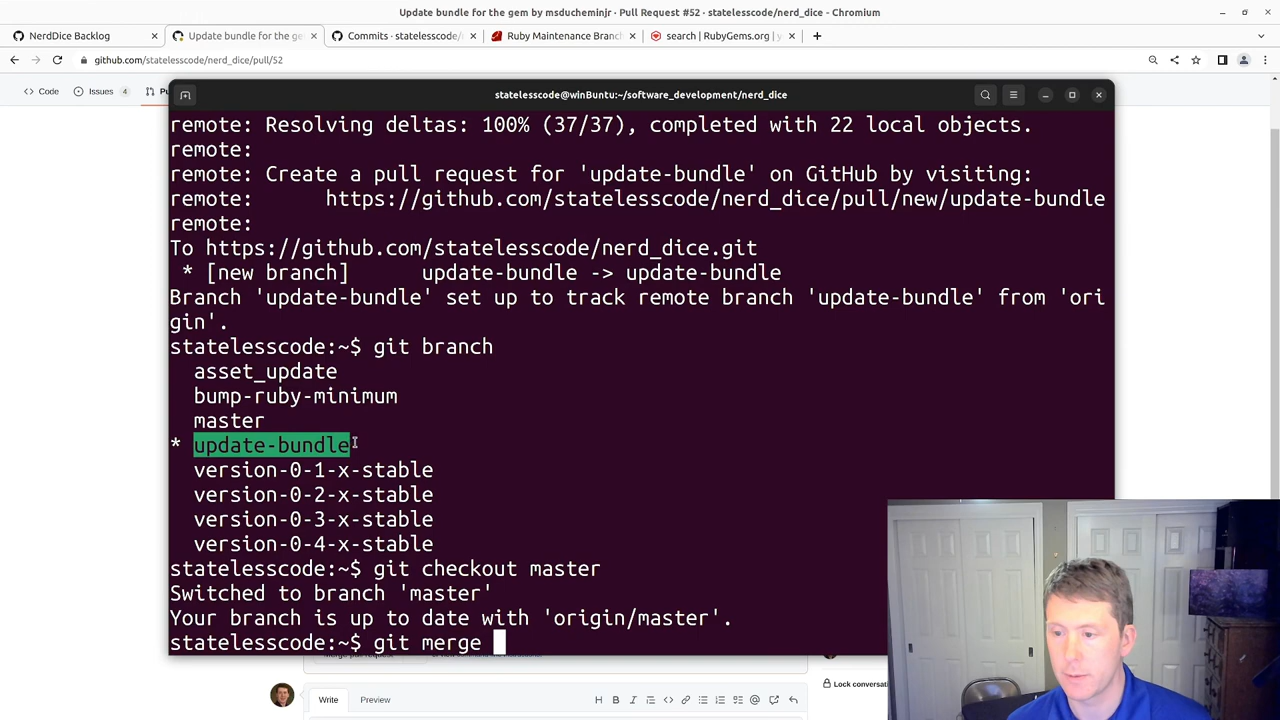 Update bundle for the gem by msducheminjr · Pull Request #52 · statelesscode/nerd_dice - Chromium
NerdDice Backlog
Update bundle for the ge
Commits · statelesscode/
Ruby Maintenance Branch
search | RubyGems.org |
github.com/statelesscode/nerd_dice/pull/52
Code
Issues 4
statelesscode@winBuntu:~/software_development/nerd_dice
remote: Resolving deltas: 100% (37/37), completed with 22 local objects.
remote:
remote: Create a pull request for 'update-bundle' on GitHub by visiting:
remote:      https://github.com/statelesscode/nerd_dice/pull/new/update-bundle
remote:
To https://github.com/statelesscode/nerd_dice.git
 * [new branch]      update-bundle -> update-bundle
Branch 'update-bundle' set up to track remote branch 'update-bundle' from 'ori
gin'.
statelesscode:~$ git branch
  asset_update
  bump-ruby-minimum
  master
* update-bundle
  version-0-1-x-stable
  version-0-2-x-stable
  version-0-3-x-stable
  version-0-4-x-stable
statelesscode:~$ git checkout master
Switched to branch 'master'
Your branch is up to date with 'origin/master'.
statelesscode:~$ git merge
Lock conversati
Write
Preview